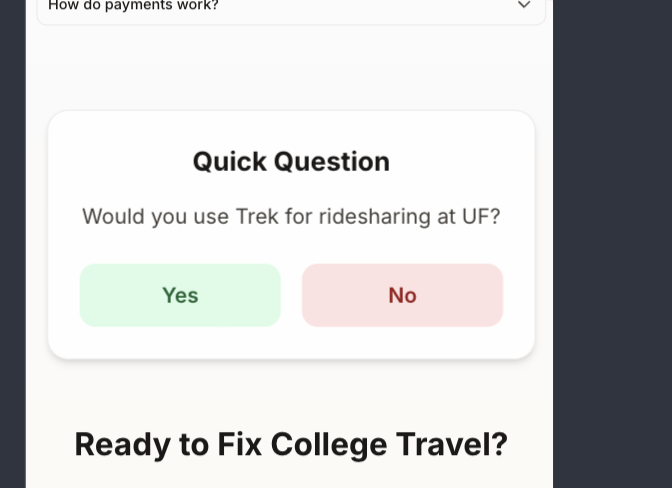 How do payments work?
Quick Question
Would you use Trek for ridesharing at UF?
Yes
No
Ready to Fix College Travel?